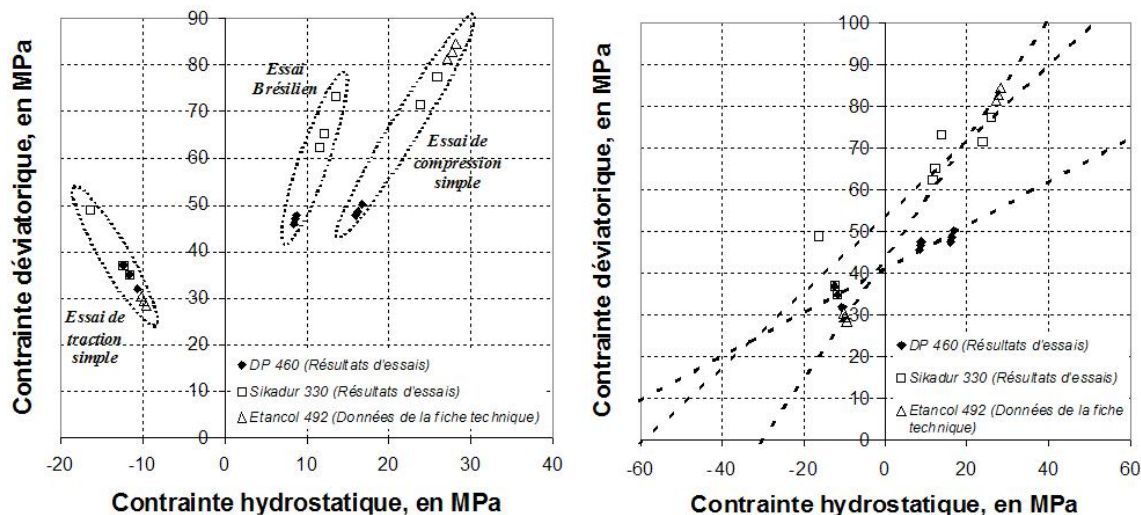 Contrainte déviatorique, en MPa
90
80
70
60
50
40
30
20
10
0
-20
-10
0
10
20
30
40
Contrainte hydrostatique, en MPa
Essai
Brésilien
Essai de
compression
simple
Essai de
traction
simple
DP 460 (Résultats d'essais)
Sikadur 330 (Résultats d'essais)
Etancol 492 (Données de la fiche technique)
Contrainte déviatorique, en MPa
100
90
80
70
60
50
40
30
20
10
0
-60
-40
-20
0
20
40
60
Contrainte hydrostatique, en MPa
DP 460 (Résultats d'essais)
Sikadur 330 (Résultats d'essais)
Etancol 492 (Données de la fiche
technique)